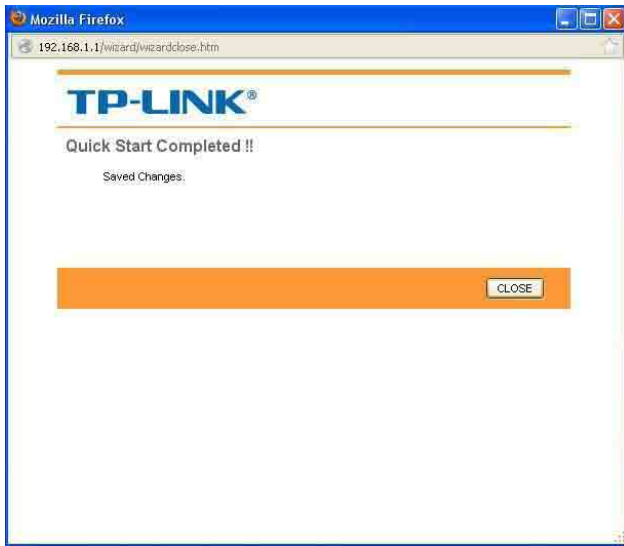 Mozilla Firefox
192.168.1.1/wizard/wizardclose.htm
TP-LINK®
Quick Start Completed !!
Saved Changes.
CLOSE